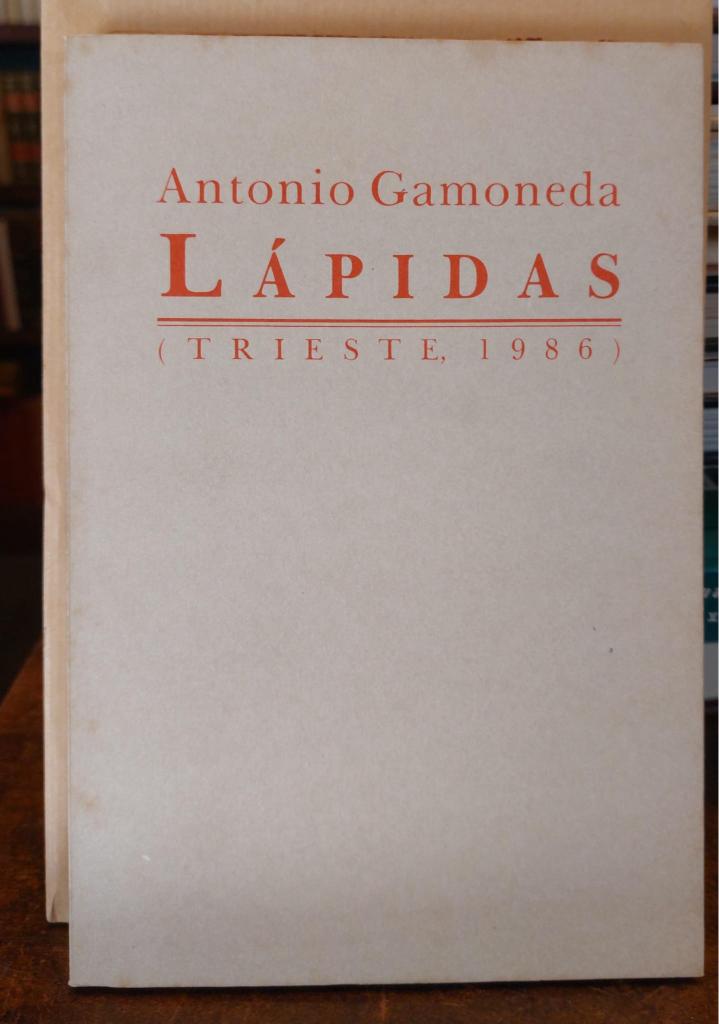 Antonio Gamoneda
LÁPIDAS
(TRIESTE, 1986)